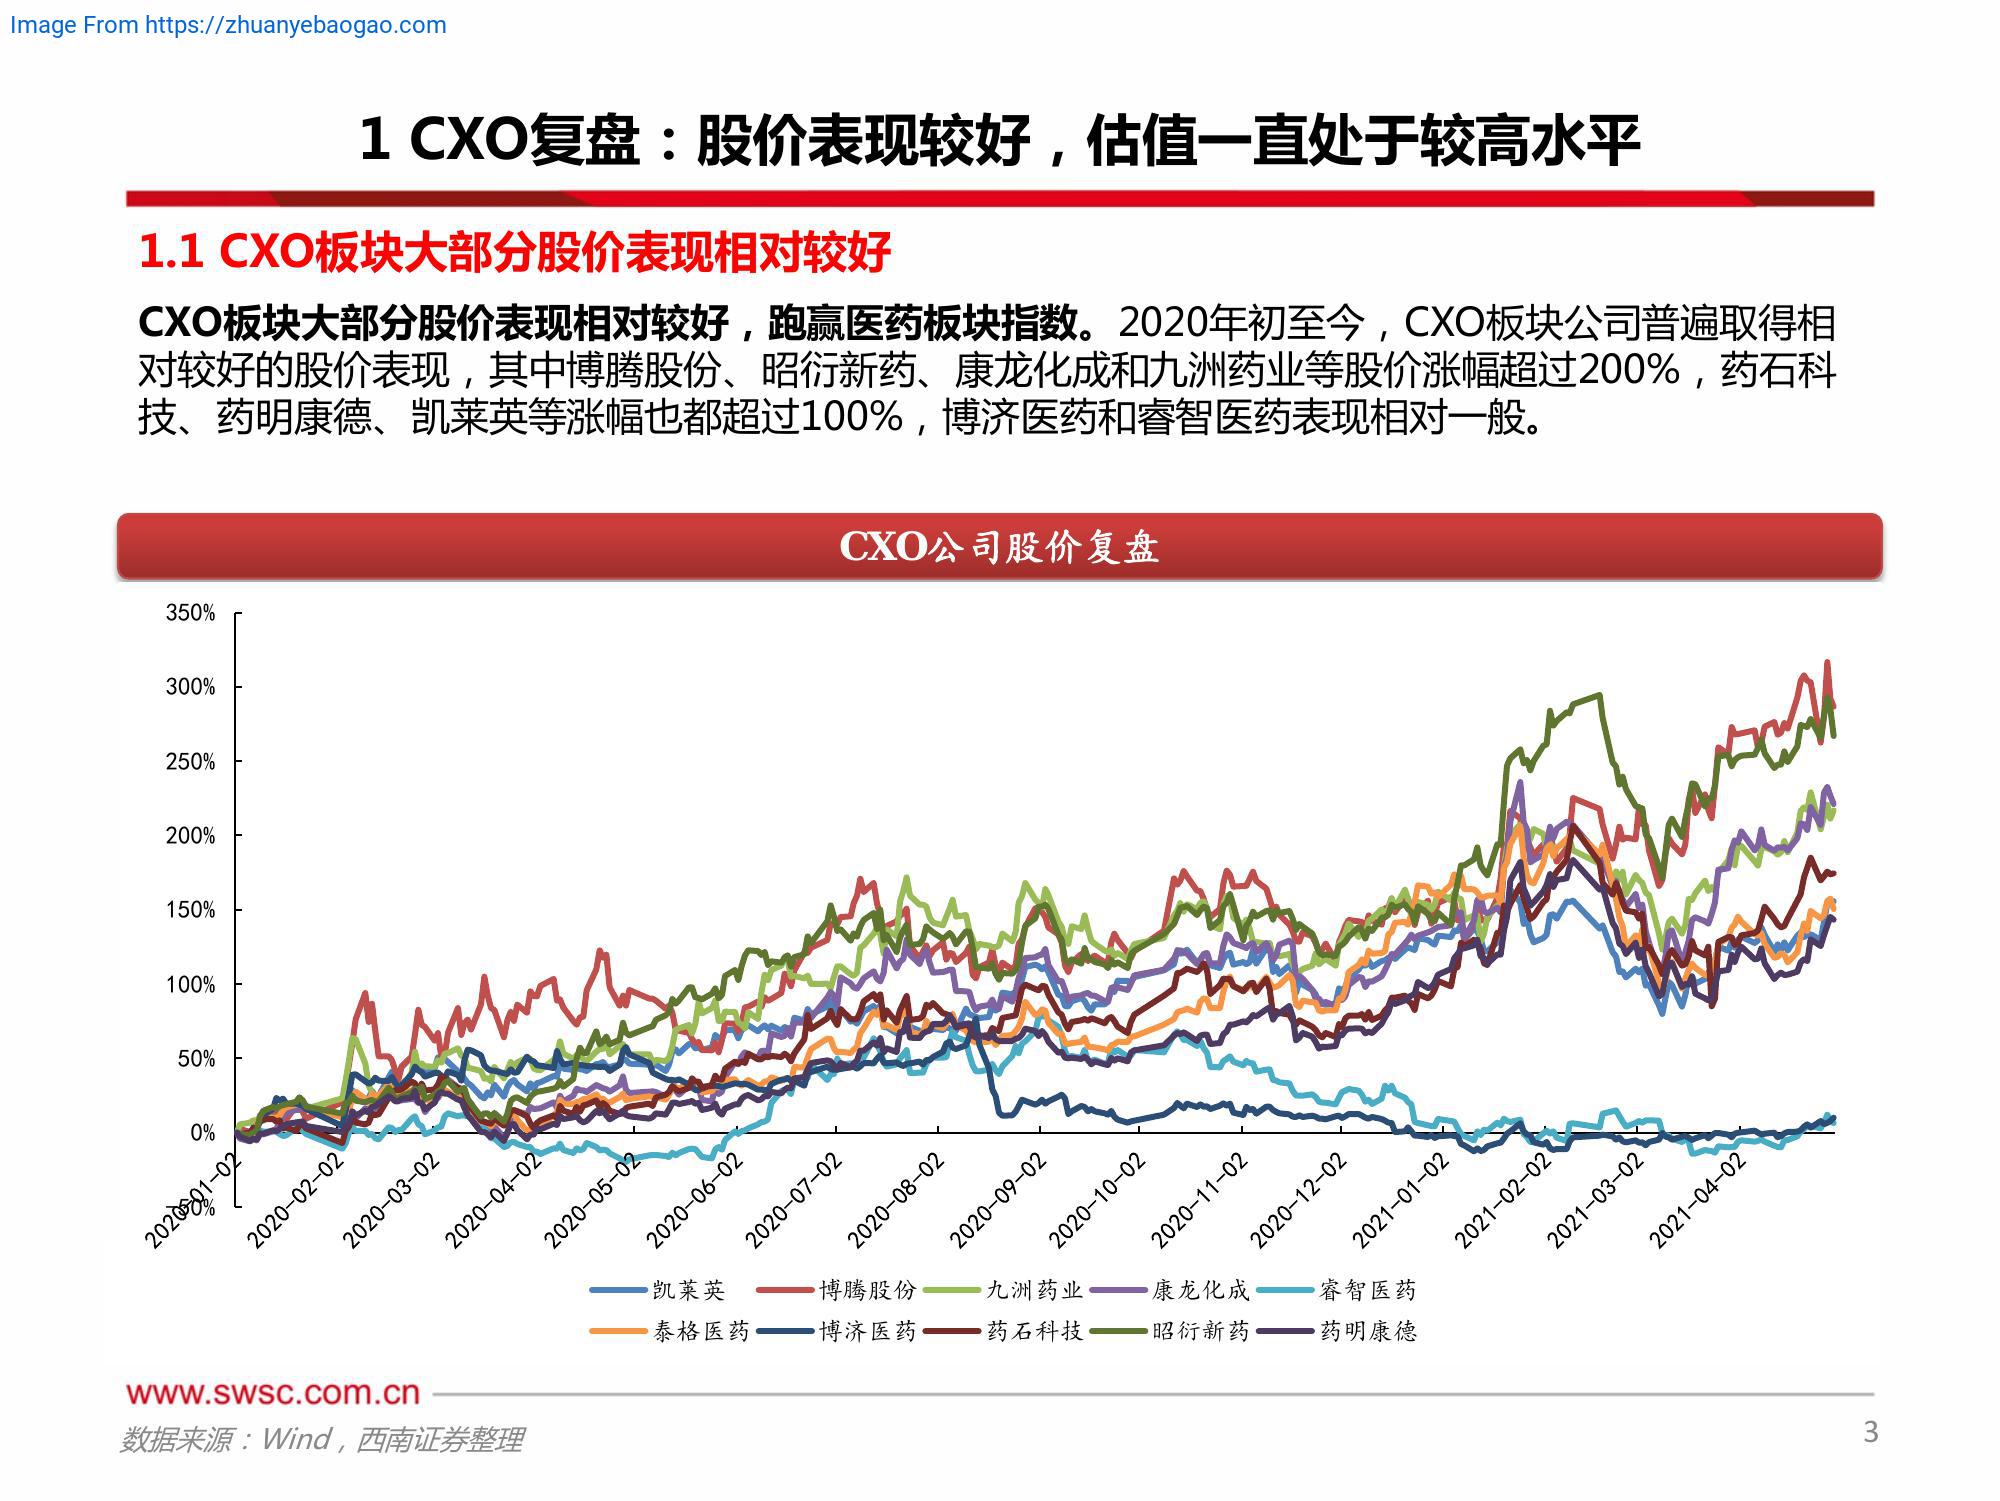 Image From https://zhuanyebaogao.com
1 CXO复盘：股价表现较好，估值一直处于较高水平
1.1 CXO板块大部分股价表现相对较好
CXO板块大部分股价表现相对较好，跑赢医药板块指数。2020年初至今，CXO板块公司普遍取得相
对较好的股价表现，其中博腾股份、昭衍新药、康龙化成和九洲药业等股价涨幅超过200%，药石科
技、药明康德、凯莱英等涨幅也都超过100%，博济医药和睿智医药表现相对一般。
CXO公司股价复盘
350%
300%
250%
200%
150%
100%
50%
0%
-50%
2020-01-02 2020-02-02 2020-03-02 2020-04-02 2020-05-02 2020-06-02 2020-07-02 2020-08-02 2020-09-02 2020-10-02 2020-11-02 2020-12-02 2021-01-02 2021-02-02 2021-03-02 2021-04-02
凯莱英 博腾股份 九洲药业 康龙化成 睿智医药
泰格医药 博济医药 药石科技 昭衍新药 药明康德
www.swsc.com.cn
数据来源：Wind，西南证券整理
3